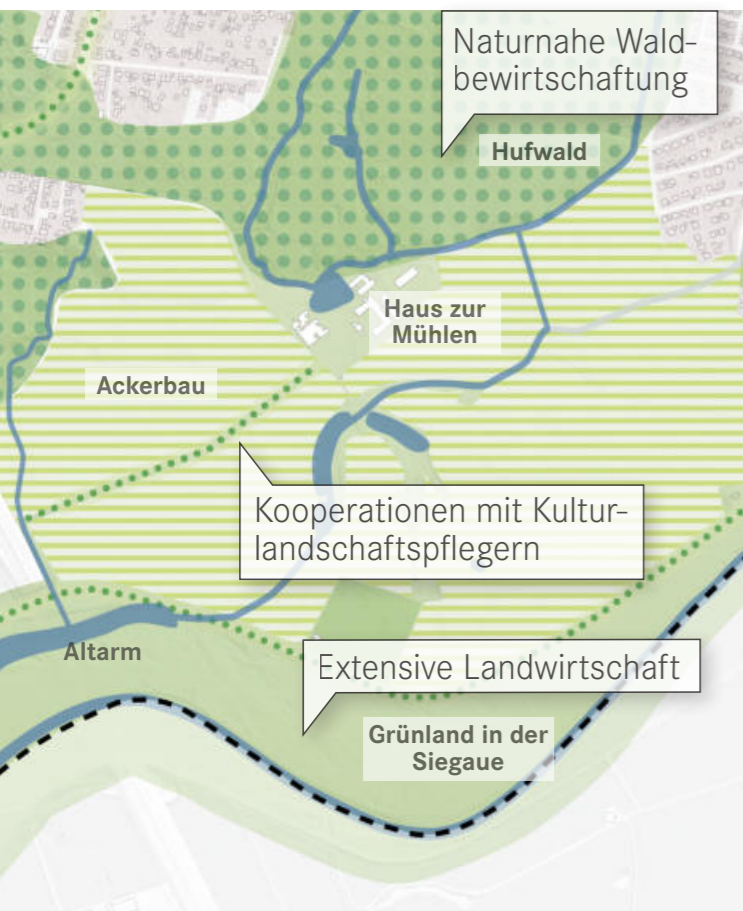 Naturnahe Wald-
bewirtschaftung
Hufwald
Haus zur
Mühlen
Ackerbau
Kooperationen mit Kultur-
landschaftspflegern
Altarm
Extensive Landwirtschaft
Grünland in der
Siegaue